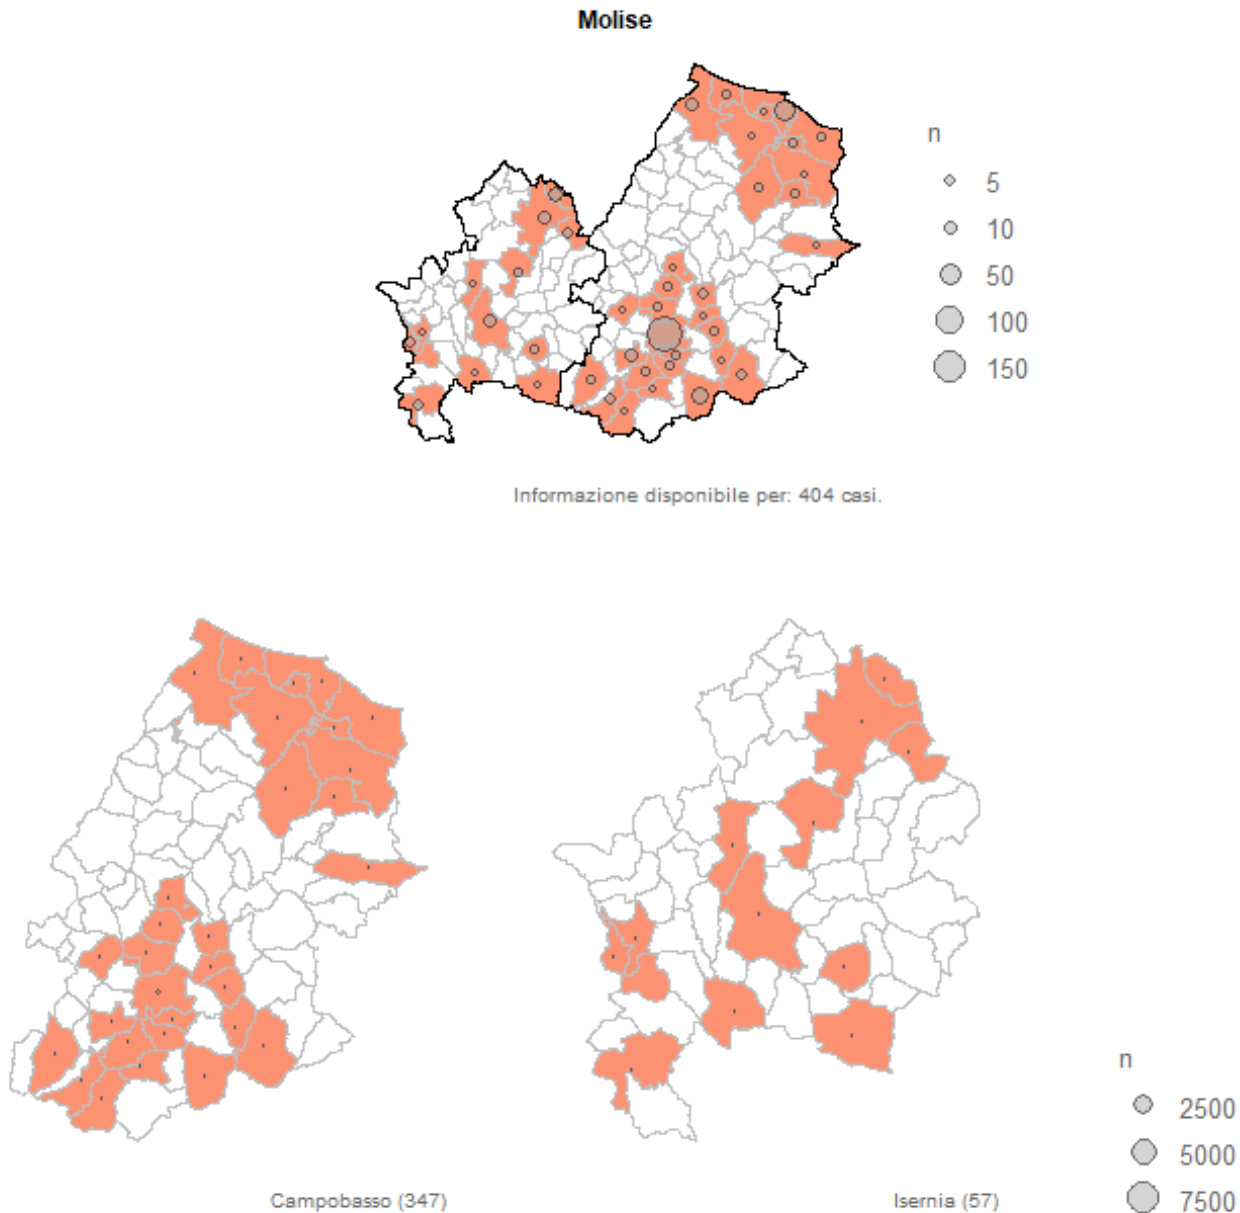 Molise
n
5
10
50
100
150
Informazione disponibile per: 404 casi.
n
2500
5000
7500
Campobasso (347)
Isernia (57)